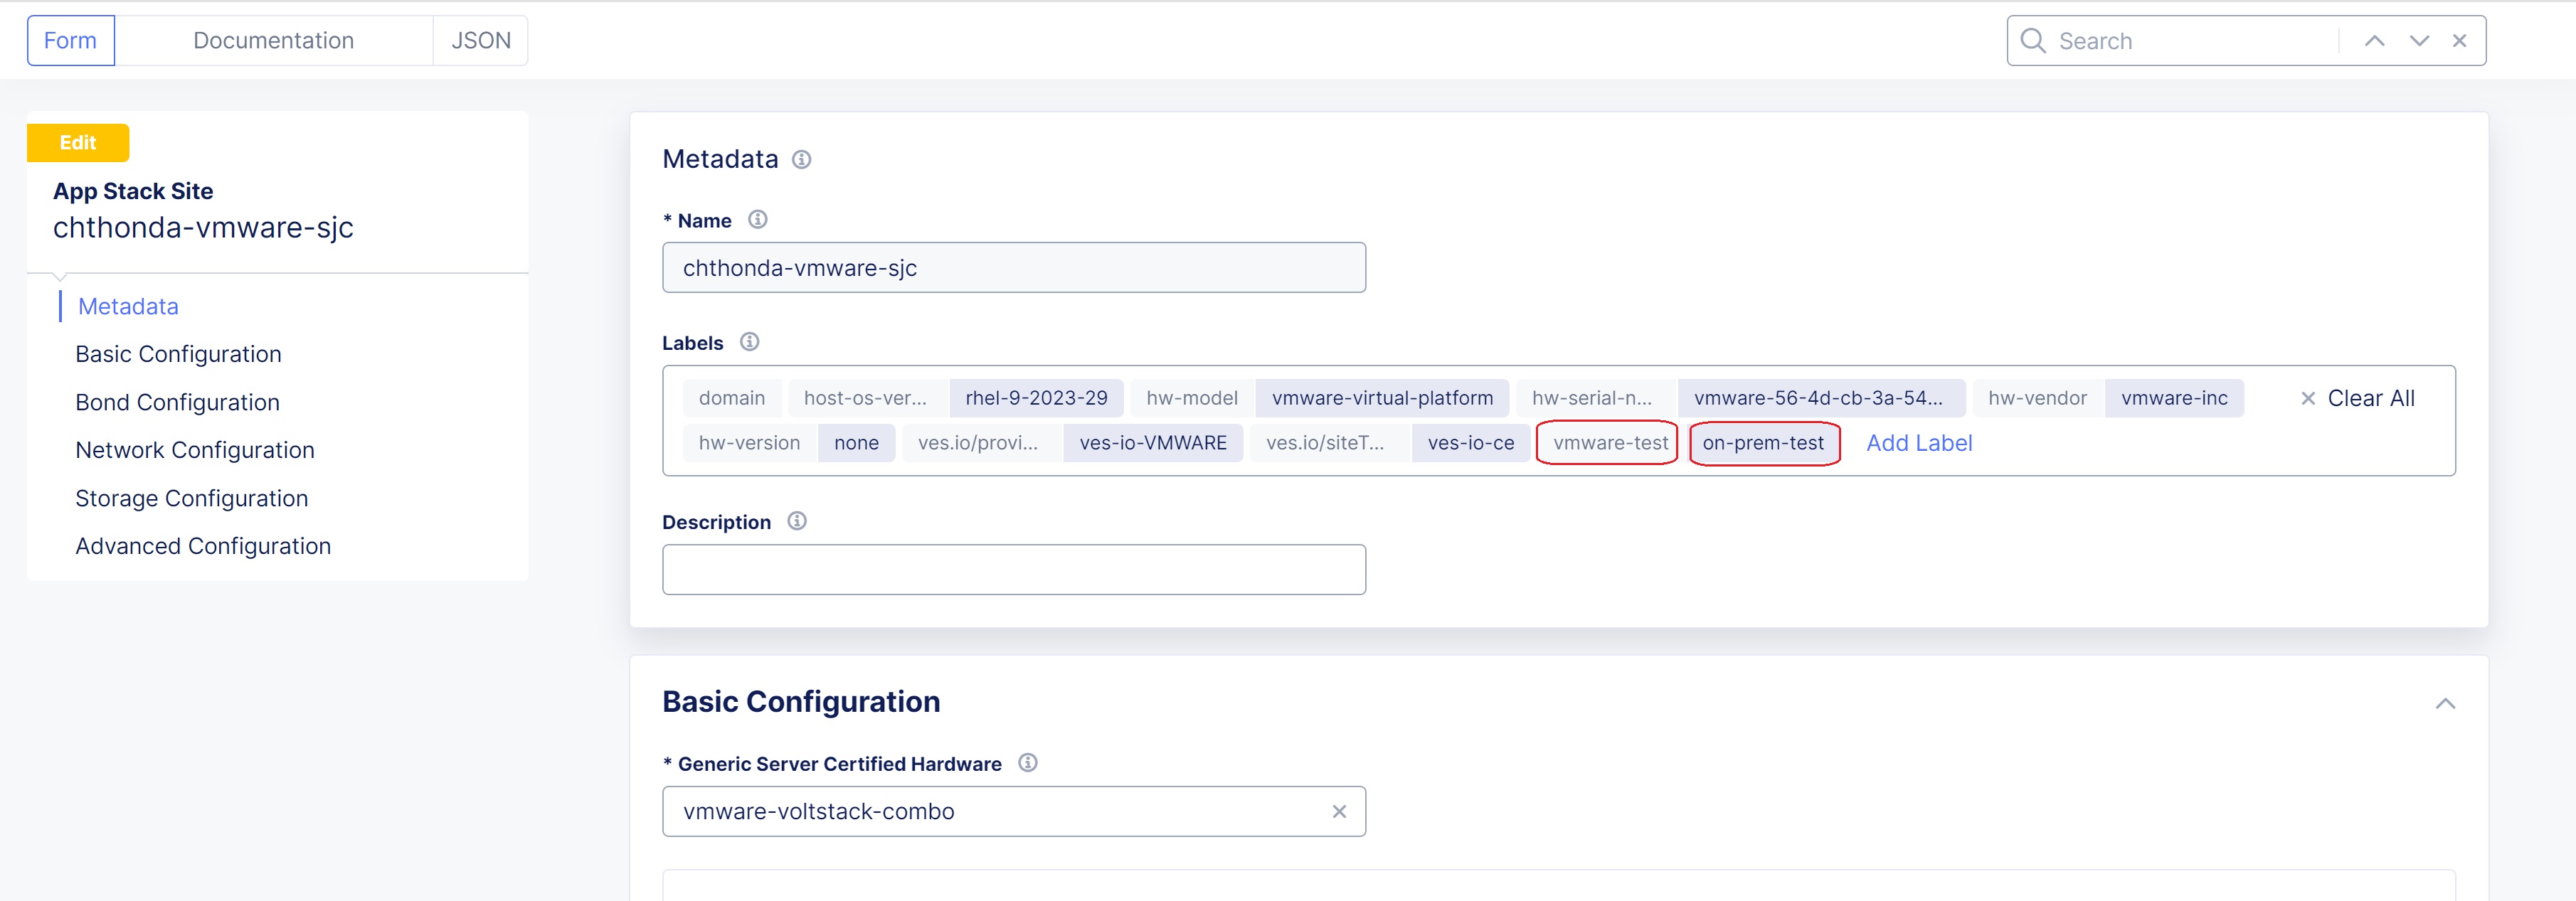 Form Documentation JSON Search
Edit
App Stack Site
chthonda-vmware-sjc
Metadata
Basic Configuration
Bond Configuration
Network Configuration
Storage Configuration
Advanced Configuration
Metadata
* Name
chthonda-vmware-sjc
Labels
domain host-os-ver... rhel-9-2023-29 hw-model vmware-virtual-platform hw-serial-n... vmware-56-4d-cb-3a-54... hw-vendor vmware-inc Clear All
hw-version none ves.io/provi... ves-io-VMWARE ves.io/siteT... ves-io-ce vmware-test on-prem-test Add Label
Description
Basic Configuration
* Generic Server Certified Hardware
vmware-voltstack-combo